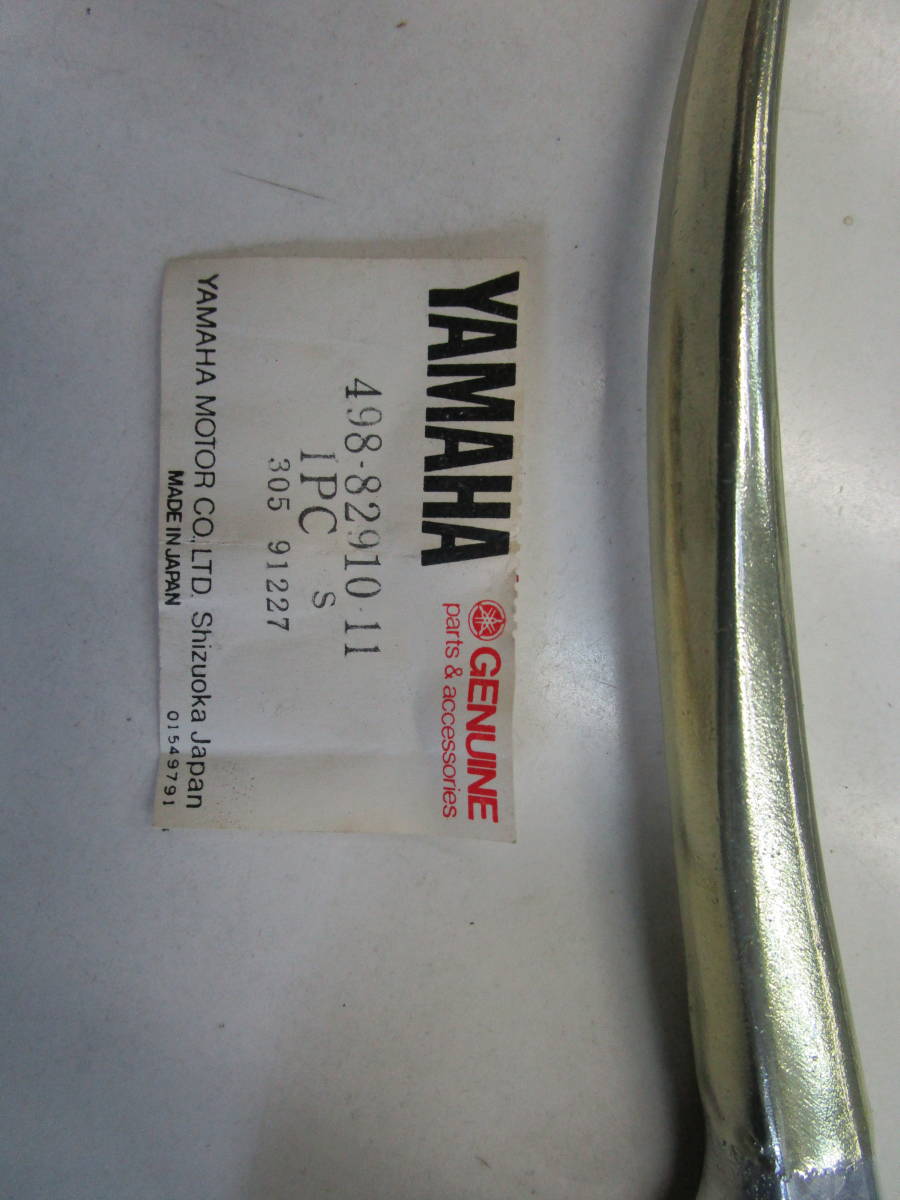 YAMAHA
GENUINE
parts & accessories
498-82910-11
1PC S
305 91227
YAMAHA MOTOR CO.,LTD. Shizuoka Japan
MADE IN JAPAN
01549791